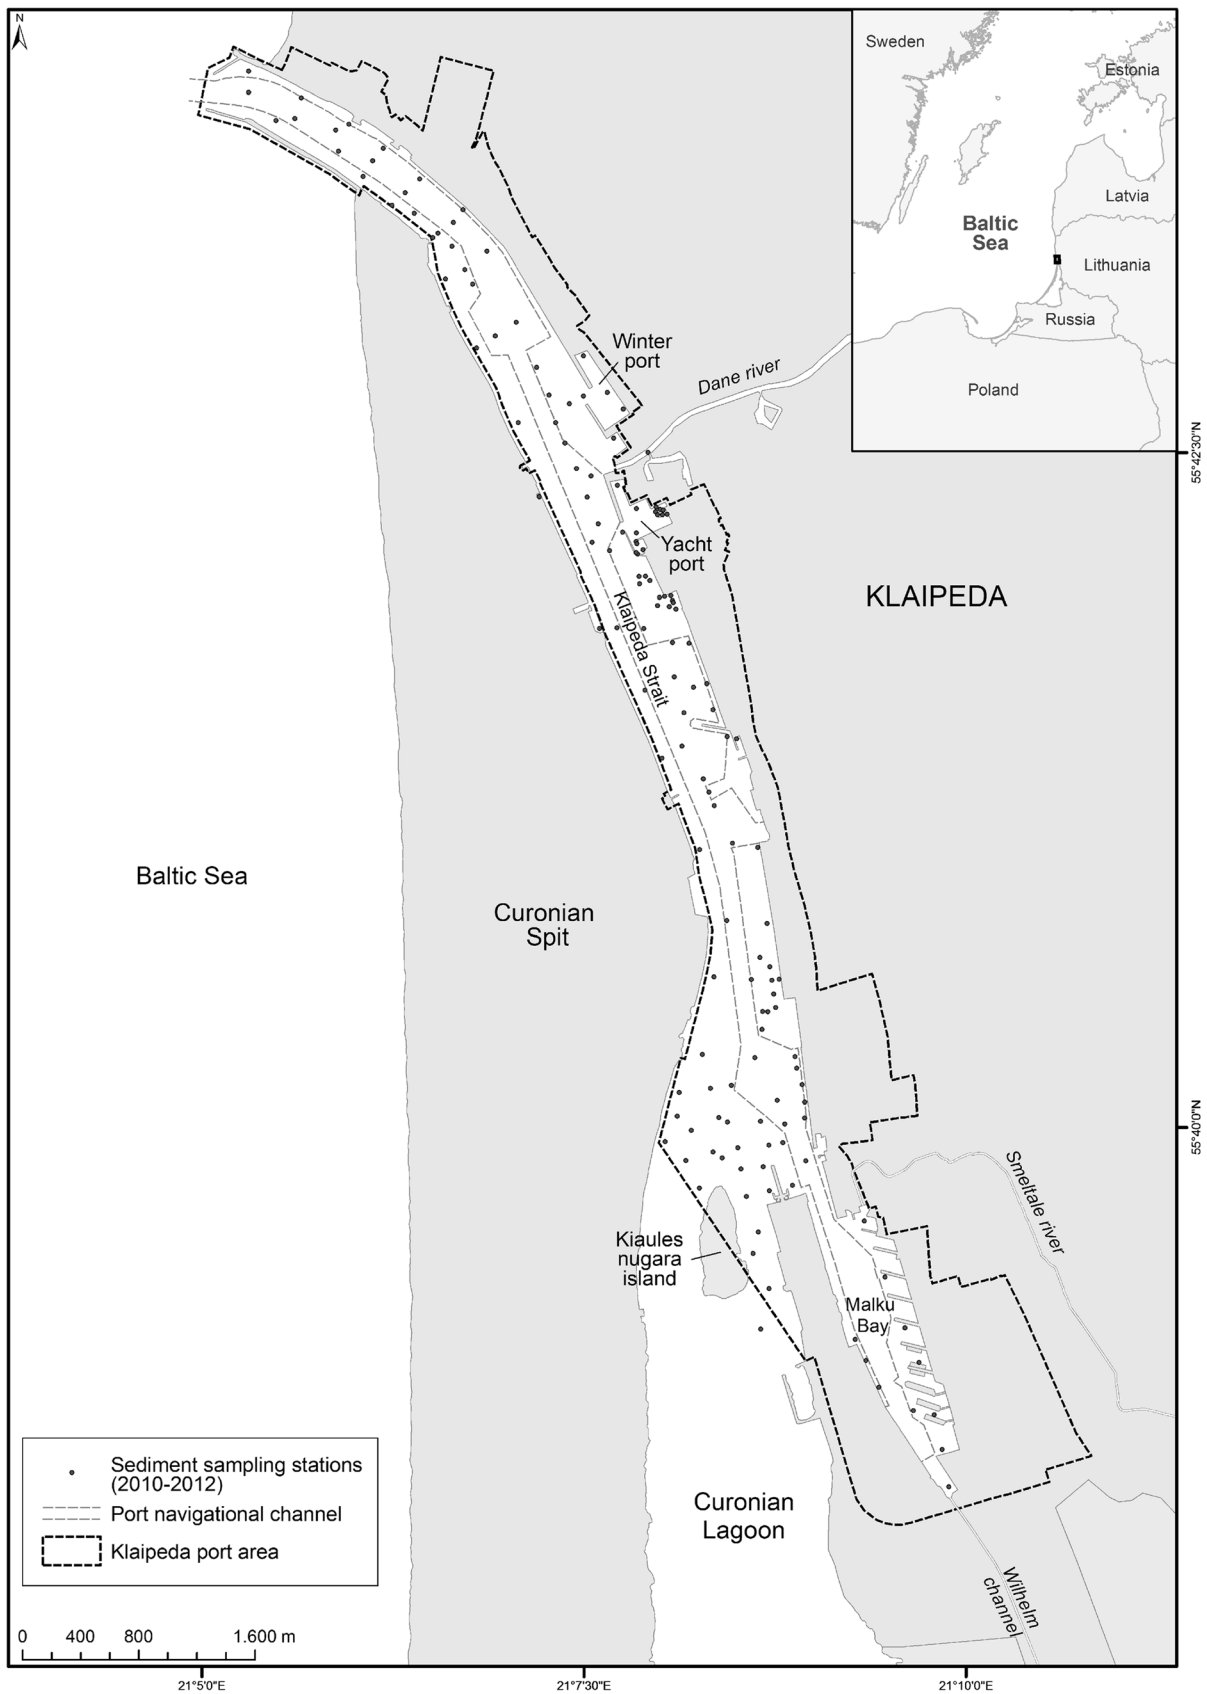 N
Sweden
Estonia
Latvia
Baltic
Sea
Lithuania
Russia
Poland
Winter
port
Dane river
55°42'30"N
Yacht
port
KLAIPEDA
Klaipeda Strait
Baltic Sea
Curonian
Spit
55°40'0"N
Smeltale river
Kiaules
nugara
island
Malku
Bay
Sediment sampling stations
(2010-2012)
Port navigational channel
Klaipeda port area
Curonian
Lagoon
Wilhelm
channel
0 400 800 1.600 m
21°5'0"E 21°7'30"E 21°10'0"E